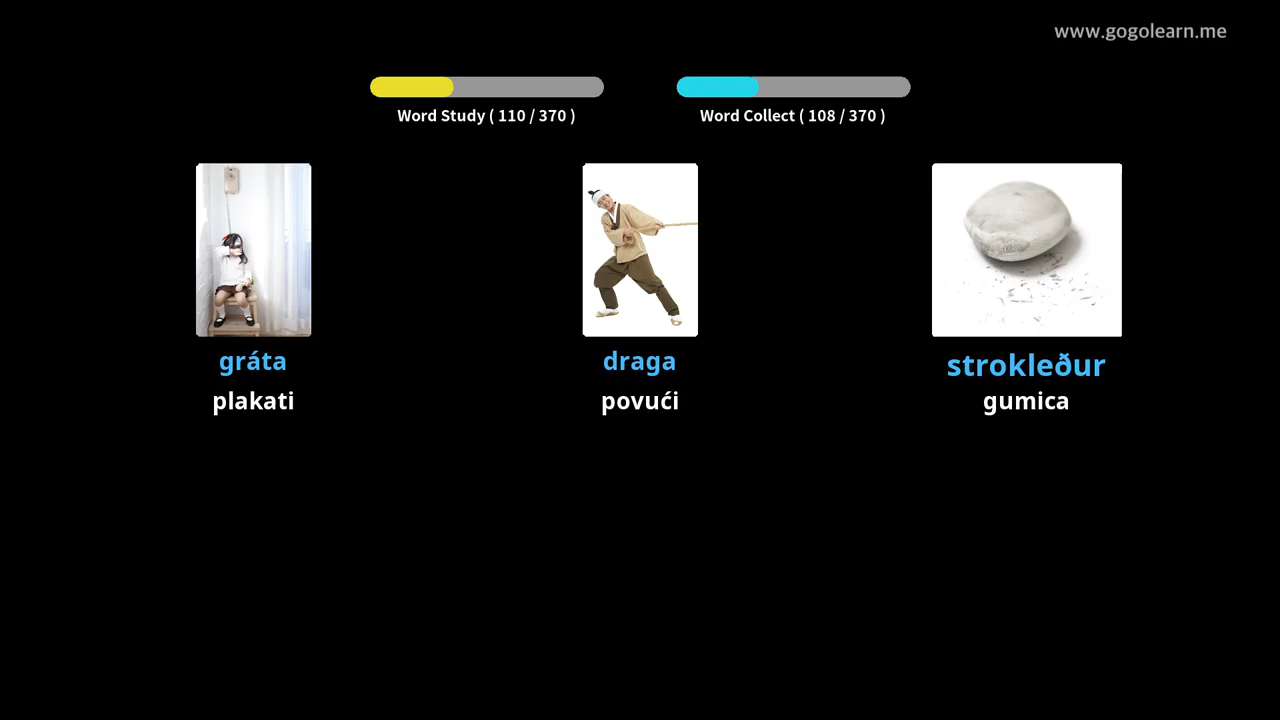 www.gogolearn.me
Word Study ( 110 / 370 )
Word Collect ( 108 / 370 )
gráta
draga
strokleður
plakati
povući
gumica